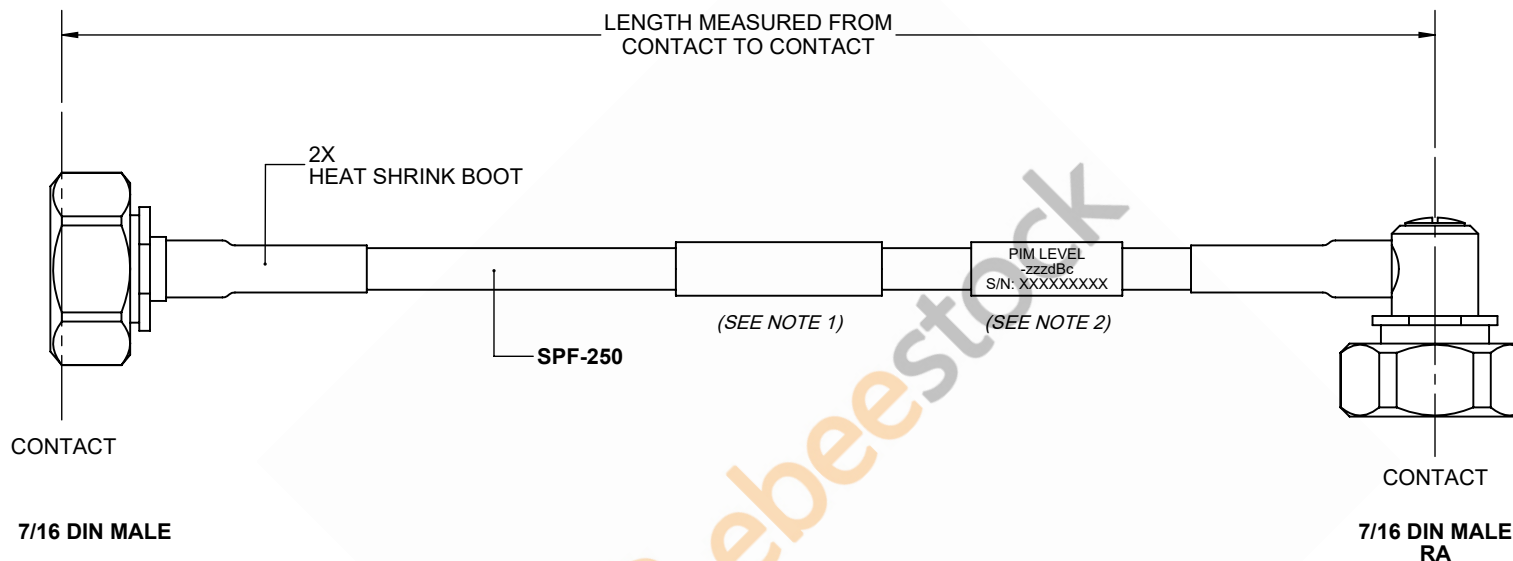 LENGTH MEASURED FROM
CONTACT TO CONTACT
2X
HEAT SHRINK BOOT
PIM LEVEL
-zzzdBc
S/N: XXXXXXXXX
(SEE NOTE 1)
(SEE NOTE 2)
SPF-250
CONTACT
CONTACT
7/16 DIN MALE
7/16 DIN MALE
RA
ebeestock